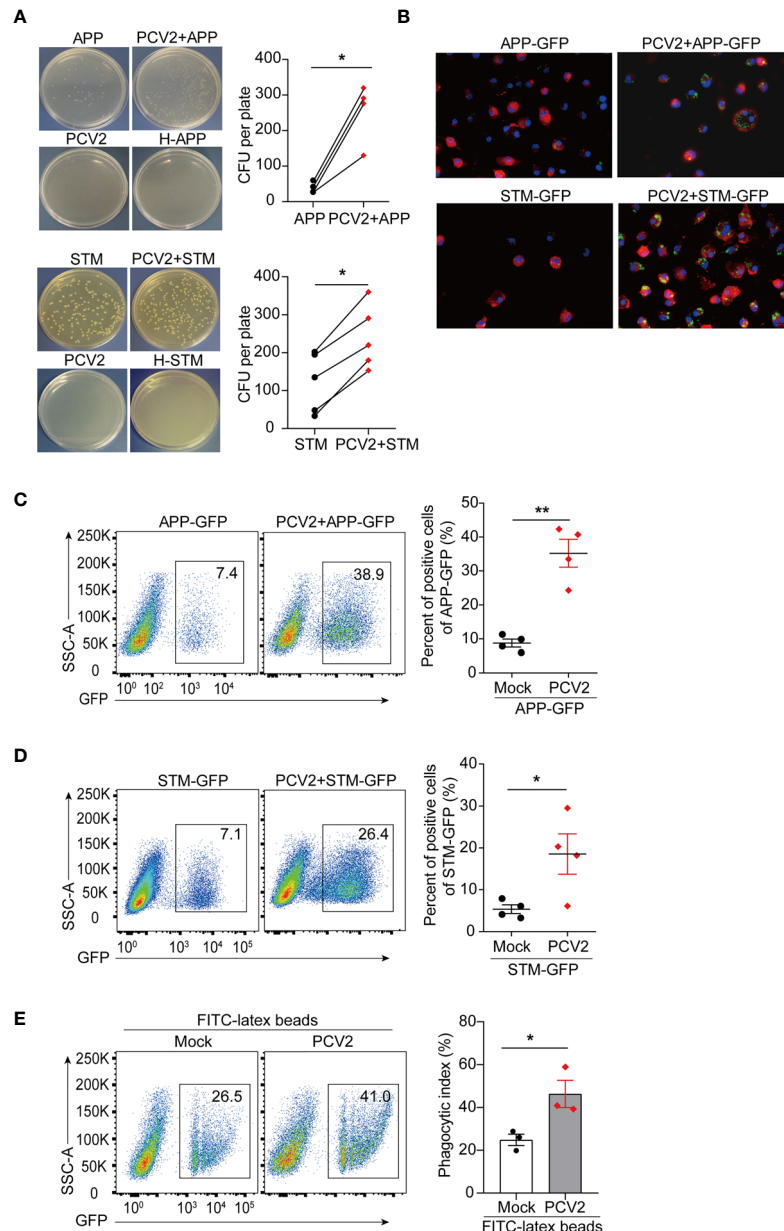 A
APP PCV2+APP
PCV2 H-APP
CFU per plate
400
300
200
100
0
*
APP PCV2+APP
STM PCV2+STM
PCV2 H-STM
CFU per plate
400
300
200
100
0
*
STM PCV2+STM
B
APP-GFP PCV2+APP-GFP
STM-GFP PCV2+STM-GFP
C
APP-GFP PCV2+APP-GFP
250K
200K
150K
100K
50K
0
SSC-A
7.4 38.9
10⁰ 10² 10³ 10⁴
GFP
Percent of positive cells
of APP-GFP (%)
50
40
30
20
10
0
**
Mock PCV2
APP-GFP
D
STM-GFP PCV2+STM-GFP
250K
200K
150K
100K
50K
0
SSC-A
7.1 26.4
10⁰ 10³ 10⁴ 10⁵
GFP
Percent of positive cells
of STM-GFP (%)
40
30
20
10
0
*
Mock PCV2
STM-GFP
E
FITC-latex beads
Mock PCV2
250K
200K
150K
100K
50K
0
SSC-A
26.5 41.0
10⁰ 10³ 10⁴ 10⁵
GFP
Phagocytic index (%)
80
60
40
20
0
*
Mock PCV2
FITC-latex beads